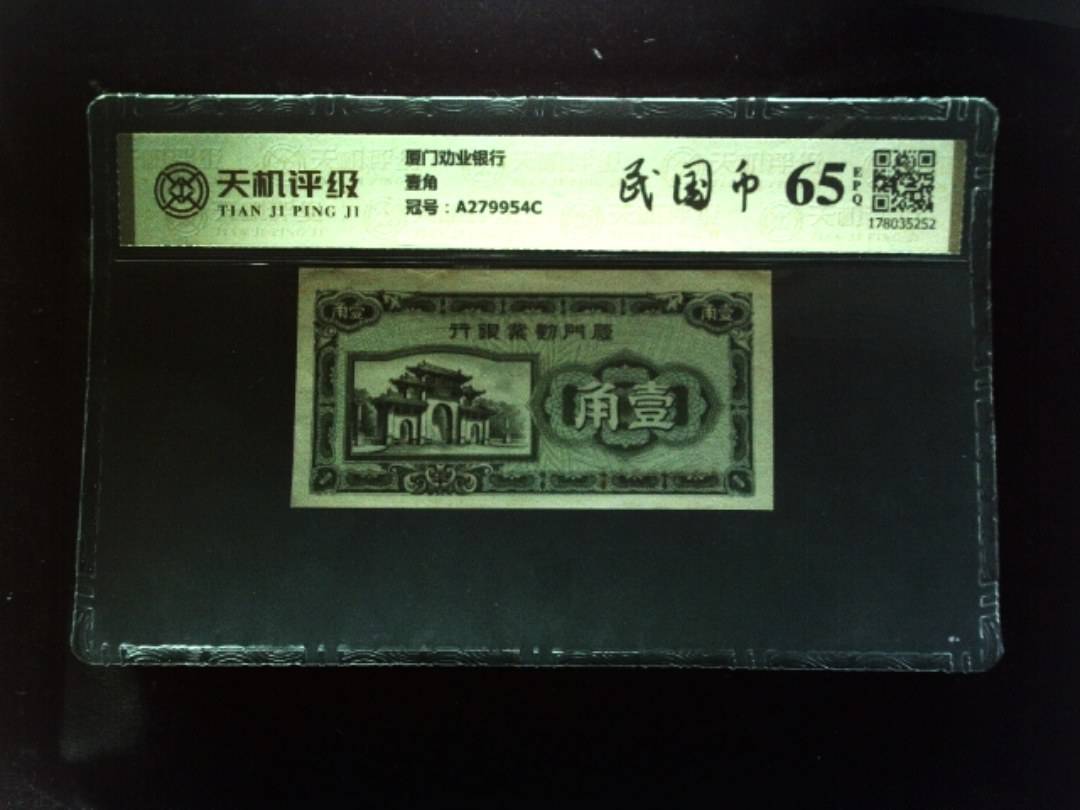 天机评级
TIAN JI PING JI
厦门劝业银行
壹角
冠号：A279954C
民国币
65
EPQ
178035252
角壹
角壹
行銀業勸門廈
角壹